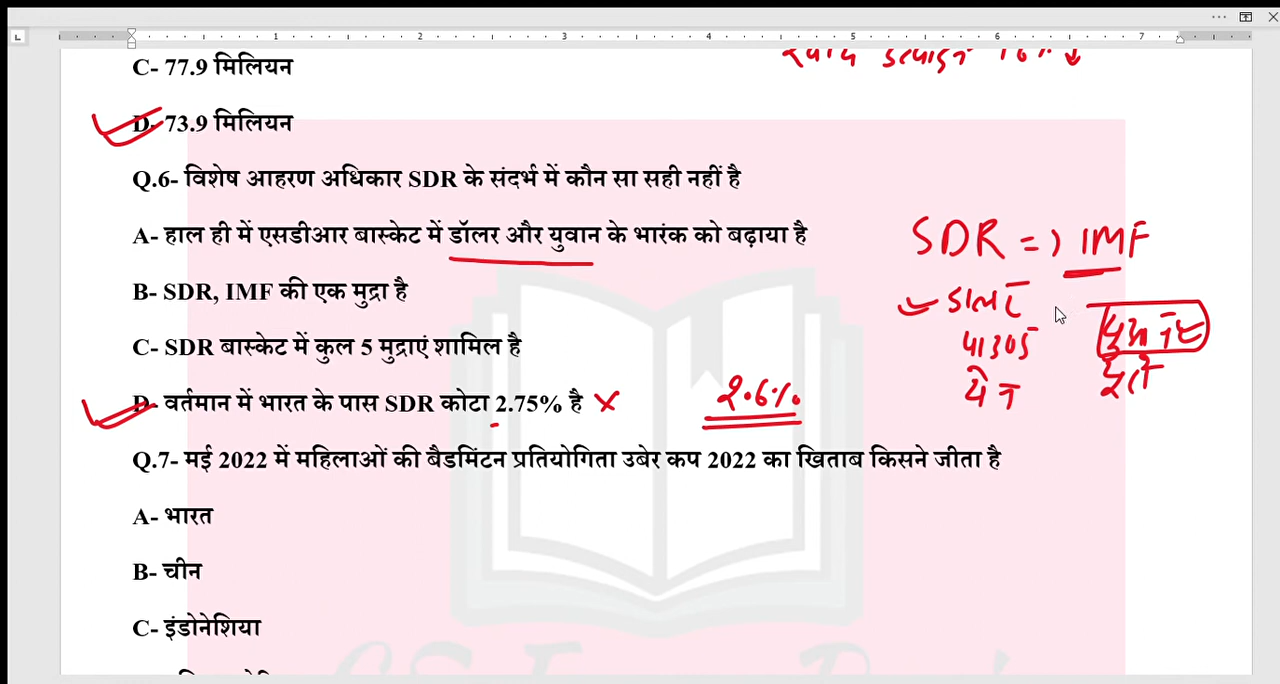 C- 77.9 मिलियन
D- 73.9 मिलियन
Q.6- विशेष आहरण अधिकार SDR के संदर्भ में कौन सा सही नहीं है
A- हाल ही में एसडीआर बास्केट में डॉलर और युवान के भारंक को बढ़ाया है
SDR => IMF
B- SDR, IMF की एक मुद्रा है
डालर
C- SDR बास्केट में कुल 5 मुद्राएं शामिल है
पाउंड
D- वर्तमान में भारत के पास SDR कोटा 2.75% है
2.6%
येन
Q.7- मई 2022 में महिलाओं की बैडमिंटन प्रतियोगिता उबेर कप 2022 का खिताब किसने जीता है
A- भारत
B- चीन
C- इंडोनेशिया